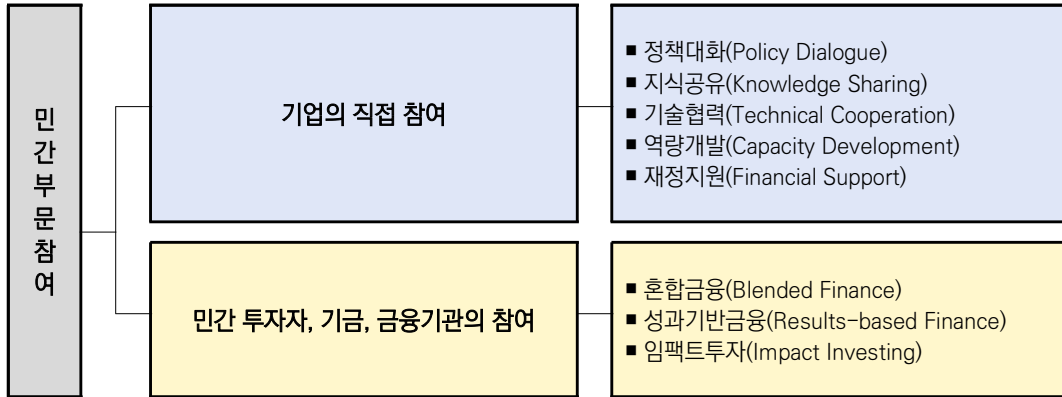 민간부문참여
기업의 직접 참여
■ 정책대화(Policy Dialogue)
■ 지식공유(Knowledge Sharing)
■ 기술협력(Technical Cooperation)
■ 역량개발(Capacity Development)
■ 재정지원(Financial Support)
민간 투자자, 기금, 금융기관의 참여
■ 혼합금융(Blended Finance)
■ 성과기반금융(Results-based Finance)
■ 임팩트투자(Impact Investing)